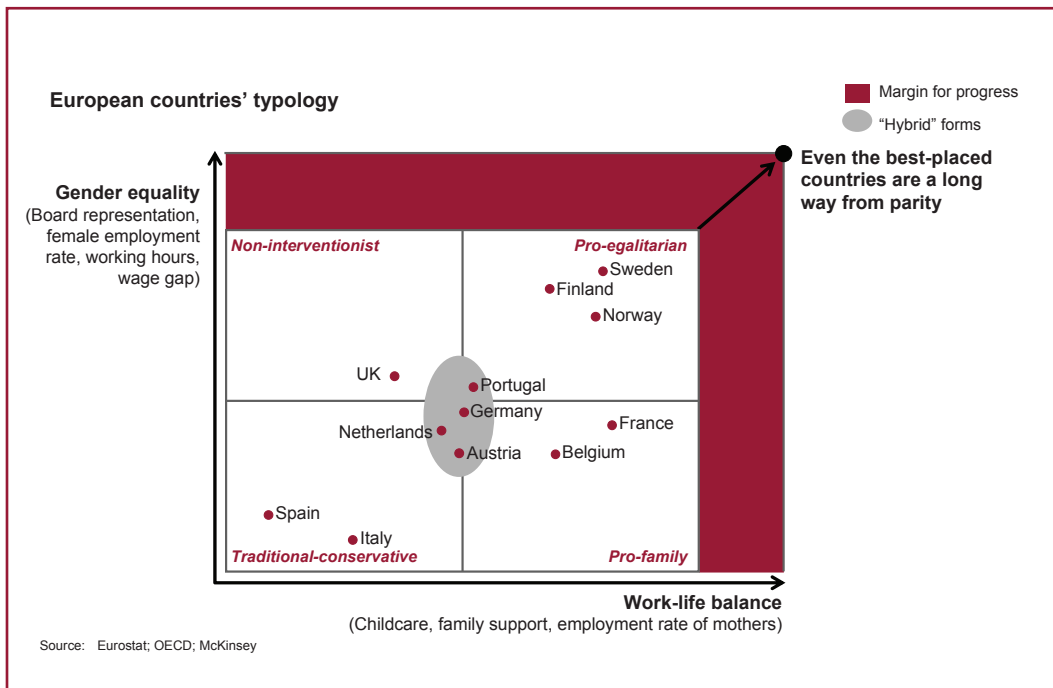 European countries' typology
Margin for progress
“Hybrid” forms
Even the best-placed
countries are a long
way from parity
Gender equality
(Board representation,
female employment
rate, working hours,
wage gap)
Non-interventionist
Pro-egalitarian
Sweden
Finland
Norway
UK
Portugal
Germany
Netherlands
France
Austria
Belgium
Spain
Italy
Traditional-conservative
Pro-family
Work-life balance
(Childcare, family support, employment rate of mothers)
Source: Eurostat; OECD; McKinsey